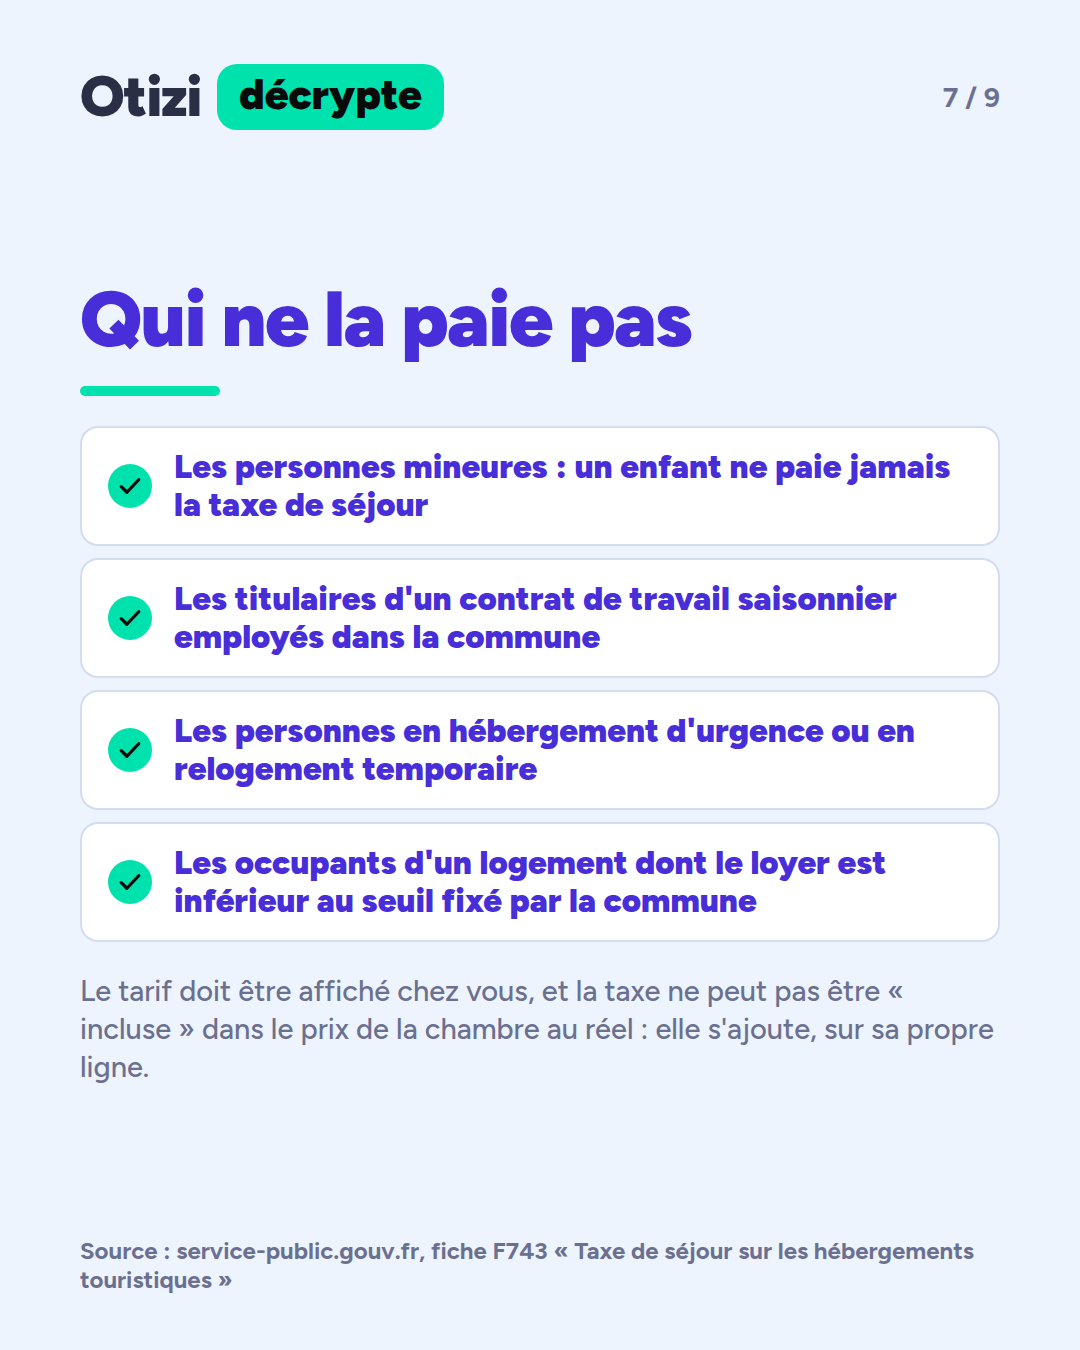 Otizi décrypte
7 / 9
Qui ne la paie pas
Les personnes mineures : un enfant ne paie jamais
la taxe de séjour
Les titulaires d'un contrat de travail saisonnier
employés dans la commune
Les personnes en hébergement d'urgence ou en
relogement temporaire
Les occupants d'un logement dont le loyer est
inférieur au seuil fixé par la commune
Le tarif doit être affiché chez vous, et la taxe ne peut pas être «
incluse » dans le prix de la chambre au réel : elle s'ajoute, sur sa propre
ligne.
Source : service-public.gouv.fr, fiche F743 « Taxe de séjour sur les hébergements
touristiques »